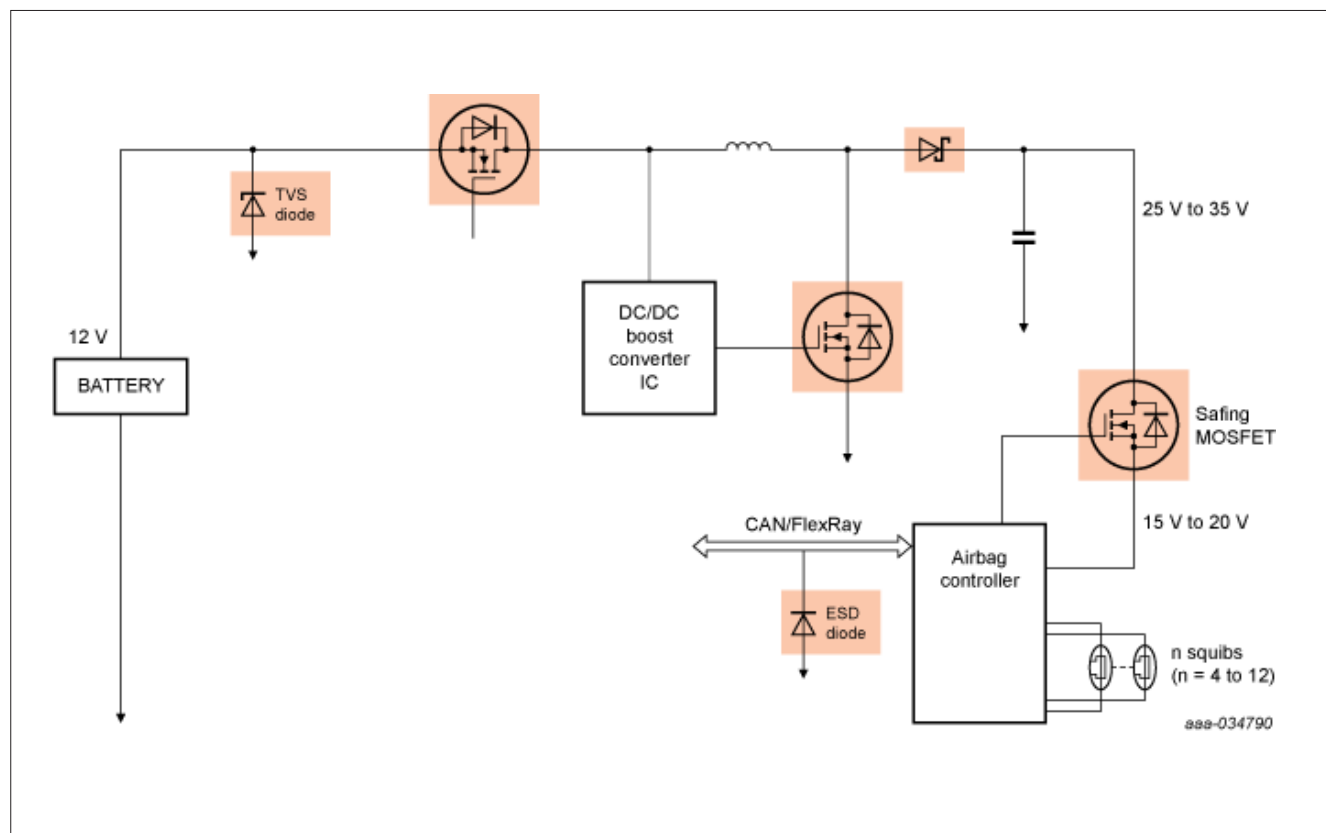 TVS
diode
25 V to 35 V
12 V
BATTERY
DC/DC
boost
converter
IC
Safing
MOSFET
15 V to 20 V
CAN/FlexRay
Airbag
controller
ESD
diode
n squibs
(n = 4 to 12)
aaa-034790